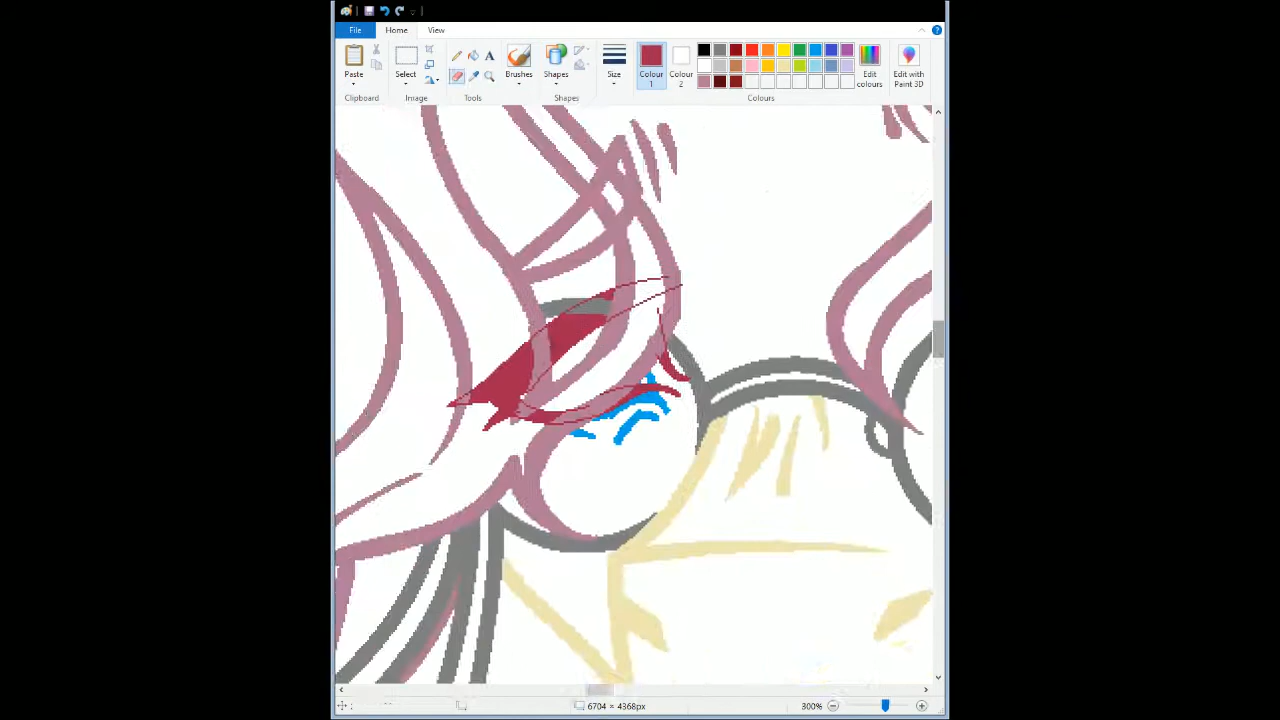 File Home View
Paste Select Brushes Shapes Size Colour 1 Colour 2 Edit colours Edit with Paint 3D
Clipboard Image Tools Shapes Colours
A
6704 × 4368px 300%